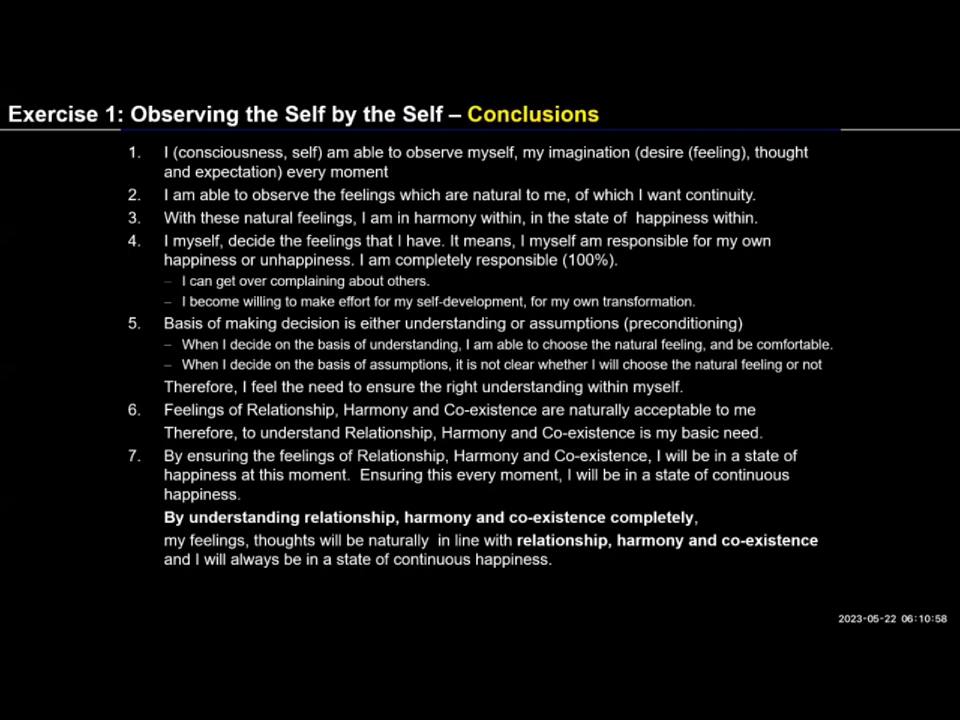 Exercise 1: Observing the Self by the Self – Conclusions
1. I (consciousness, self) am able to observe myself, my imagination (desire (feeling), thought
and expectation) every moment
2. I am able to observe the feelings which are natural to me, of which I want continuity.
3. With these natural feelings, I am in harmony within, in the state of happiness within.
4. I myself, decide the feelings that I have. It means, I myself am responsible for my own
happiness or unhappiness. I am completely responsible (100%).
– I can get over complaining about others.
– I become willing to make effort for my self-development, for my own transformation.
5. Basis of making decision is either understanding or assumptions (preconditioning)
– When I decide on the basis of understanding, I am able to choose the natural feeling, and be comfortable.
– When I decide on the basis of assumptions, it is not clear whether I will choose the natural feeling or not
Therefore, I feel the need to ensure the right understanding within myself.
6. Feelings of Relationship, Harmony and Co-existence are naturally acceptable to me
Therefore, to understand Relationship, Harmony and Co-existence is my basic need.
7. By ensuring the feelings of Relationship, Harmony and Co-existence, I will be in a state of
happiness at this moment. Ensuring this every moment, I will be in a state of continuous
happiness.
By understanding relationship, harmony and co-existence completely,
my feelings, thoughts will be naturally in line with relationship, harmony and co-existence
and I will always be in a state of continuous happiness.
2023-05-22 06:10:58